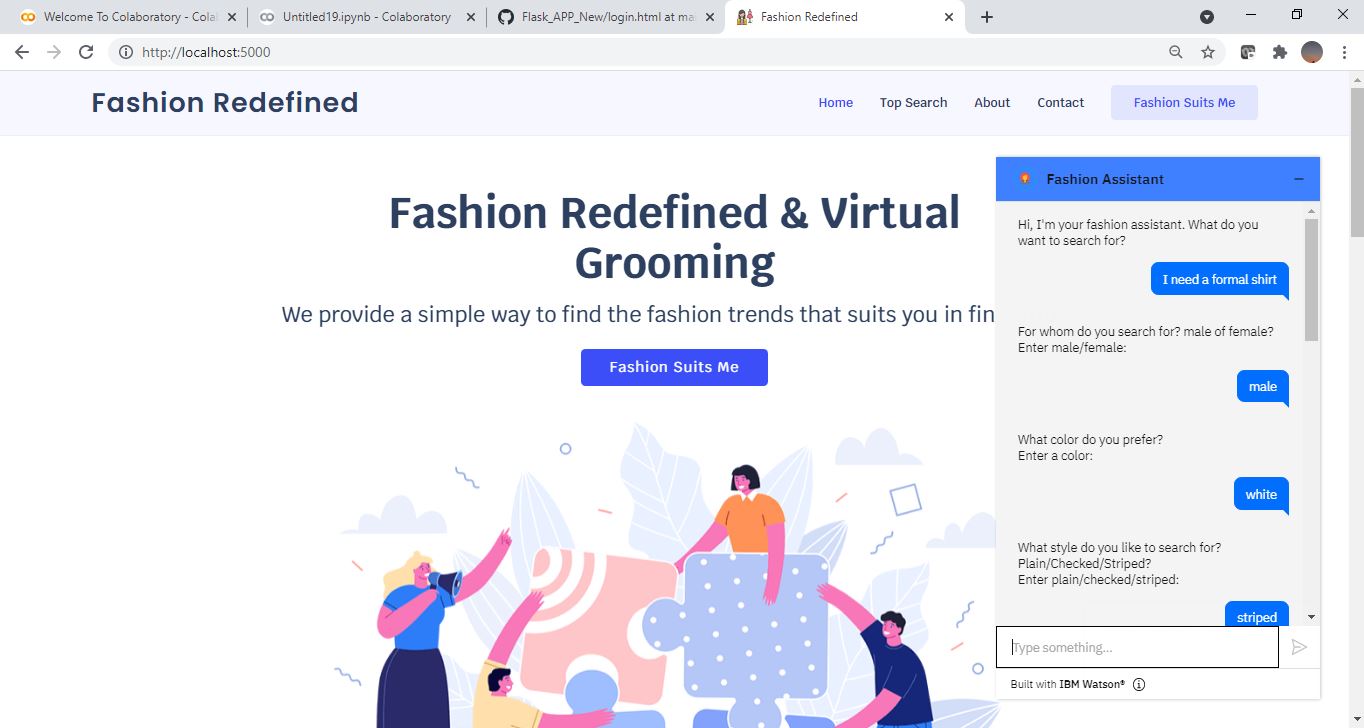 Welcome To Colaboratory - Cola
Untitled19.ipynb - Colaboratory
Flask_APP_New/login.html at mai
Fashion Redefined
http://localhost:5000
Fashion Redefined
Home
Top Search
About
Contact
Fashion Suits Me
Fashion Redefined & Virtual
Grooming
We provide a simple way to find the fashion trends that suits you in fin
Fashion Suits Me
Fashion Assistant
Hi, I'm your fashion assistant. What do you
want to search for?
I need a formal shirt
For whom do you search for? male of female?
Enter male/female:
male
What color do you prefer?
Enter a color:
white
What style do you like to search for?
Plain/Checked/Striped?
Enter plain/checked/striped:
striped
Type something...
Built with IBM Watson®